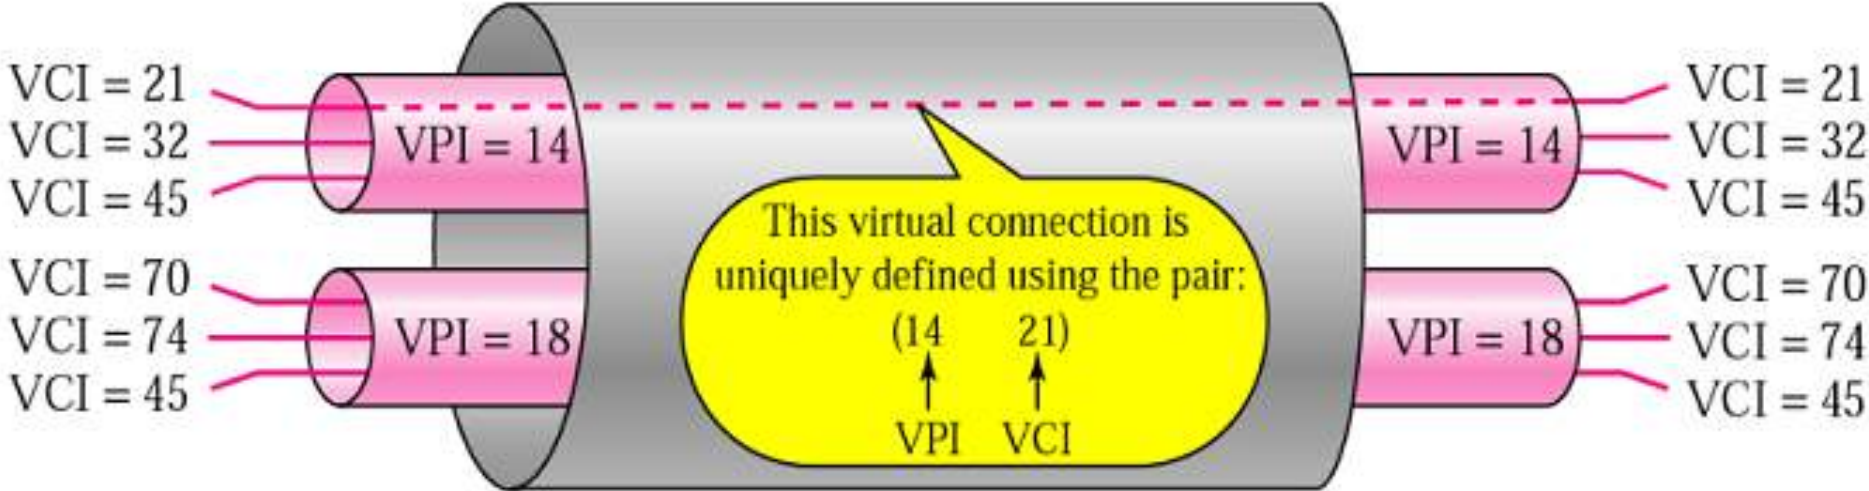 VCI = 21
VCI = 32
VCI = 45
VPI = 14
VCI = 70
VCI = 74
VCI = 45
VPI = 18
This virtual connection is
uniquely defined using the pair:
(14 21)
VPI VCI
VPI = 14
VCI = 21
VCI = 32
VCI = 45
VPI = 18
VCI = 70
VCI = 74
VCI = 45